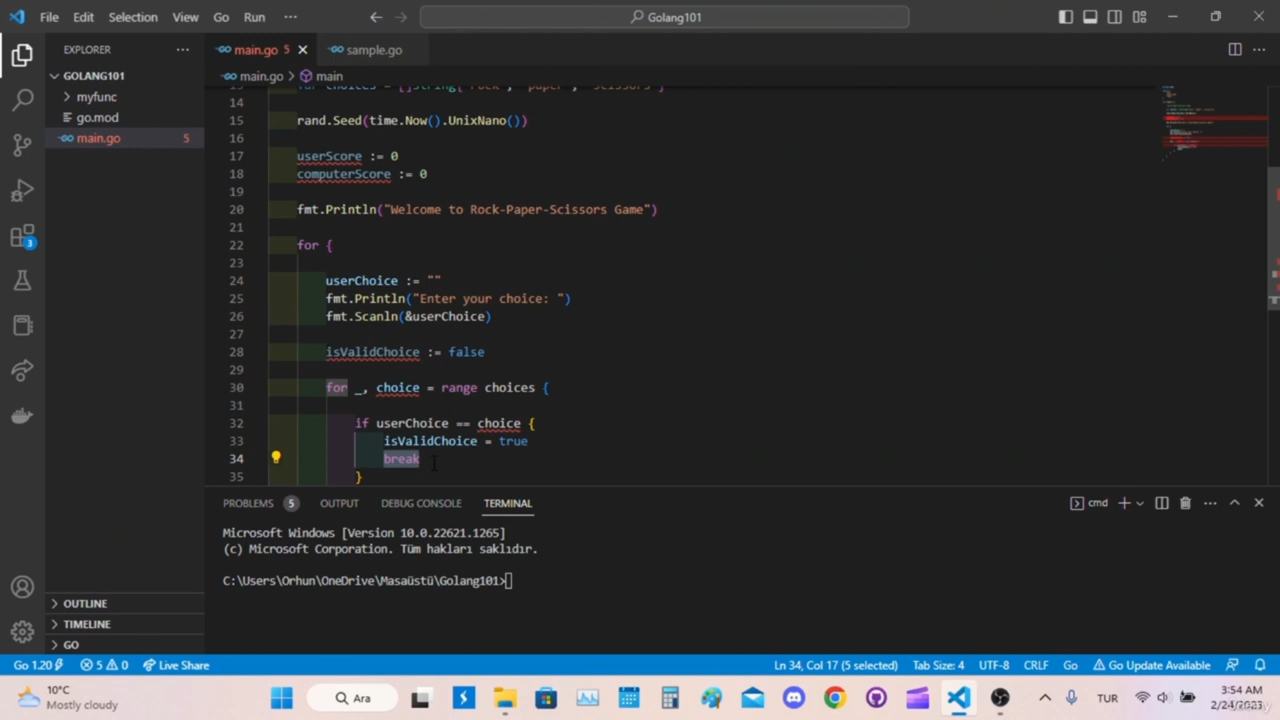 File Edit Selection View Go Run ··· Golang101
EXPLORER ···
main.go 5
sample.go
GOLANG101
main.go > main
myfunc
go.mod
main.go 5
var choices = []string{"rock", "paper", "scissors"}
14
15 rand.Seed(time.Now().UnixNano())
16
17 userScore := 0
18 computerScore := 0
19
20 fmt.Println("Welcome to Rock-Paper-Scissors Game")
21
22 for {
23
24 userChoice := ""
25 fmt.Println("Enter your choice: ")
26 fmt.Scanln(&userChoice)
27
28 isValidChoice := false
29
30 for _, choice = range choices {
31
32 if userChoice == choice {
33 isValidChoice = true
34 break
35 }
3
PROBLEMS 5 OUTPUT DEBUG CONSOLE TERMINAL
cmd
Microsoft Windows [Version 10.0.22621.1265]
(c) Microsoft Corporation. Tüm hakları saklıdır.
C:\Users\Orhun\OneDrive\Masaüstü\Golang101>
OUTLINE
TIMELINE
GO
Go 1.20 5 0 Live Share
Ln 34, Col 17 (5 selected) Tab Size: 4 UTF-8 CRLF Go Go Update Available
10°C
Mostly cloudy
Ara
TUR
3:54 AM
2/24/2023